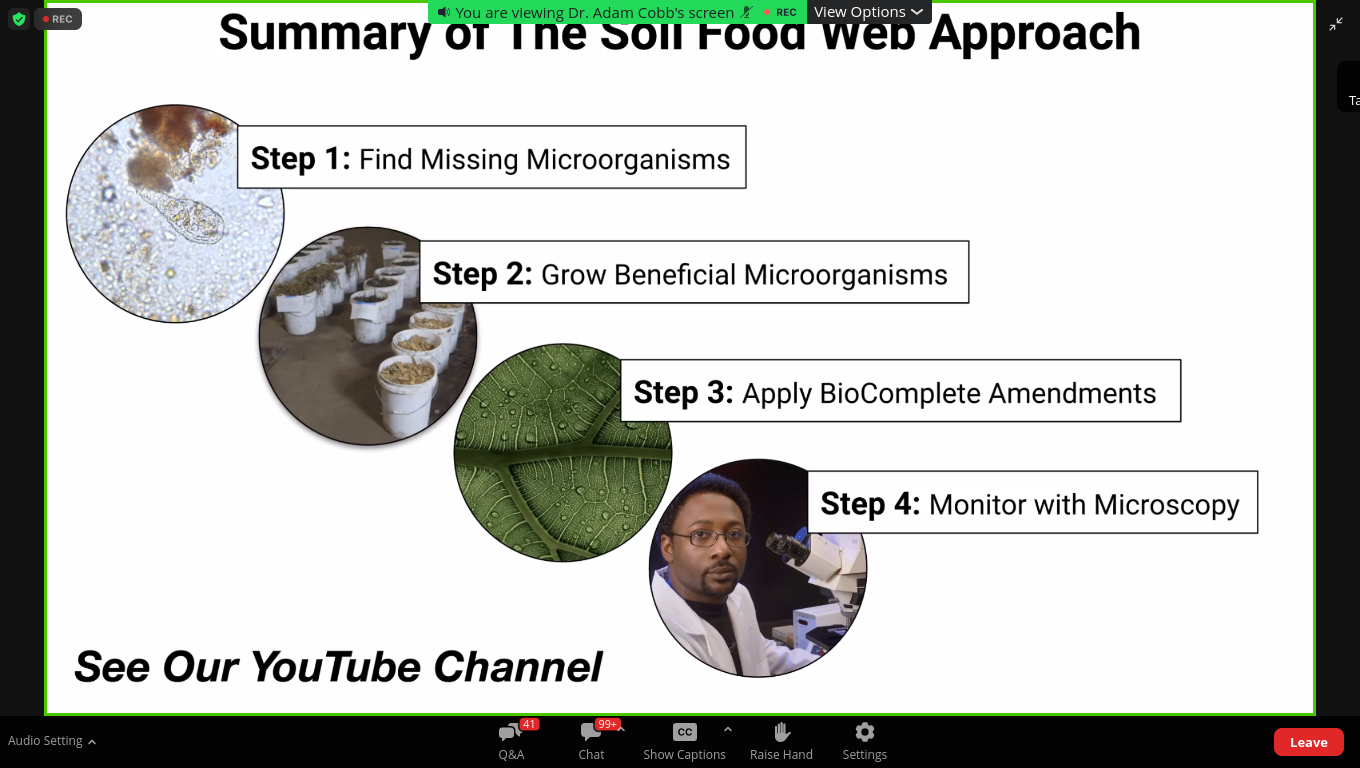 REC
You are viewing Dr. Adam Cobb's screen
REC
View Options
Summary of The Soil Food Web Approach
Step 1: Find Missing Microorganisms
Step 2: Grow Beneficial Microorganisms
Step 3: Apply BioComplete Amendments
Step 4: Monitor with Microscopy
See Our YouTube Channel
Audio Setting
41
Q&A
99+
Chat
CC
Show Captions
Raise Hand
Settings
Leave